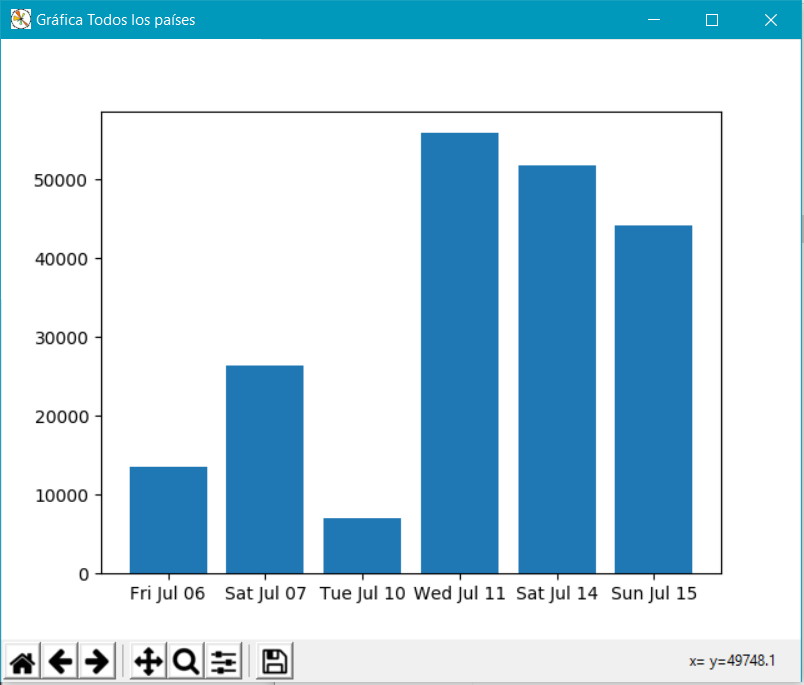 Gráfica Todos los países
50000
40000
30000
20000
10000
0
Fri Jul 06 Sat Jul 07 Tue Jul 10 Wed Jul 11 Sat Jul 14 Sun Jul 15
x= y=49748.1